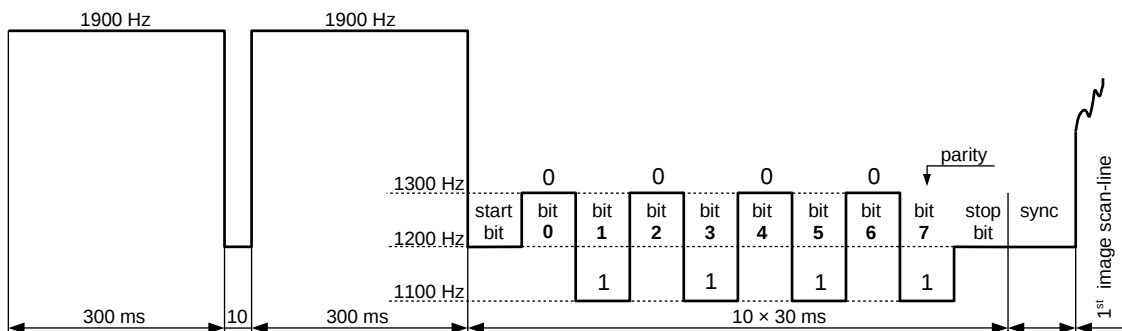 1900 Hz
1900 Hz
parity
0
0
0
0
1300 Hz
start
bit
bit
0
bit
1
bit
2
bit
3
bit
4
bit
5
bit
6
bit
7
stop
bit
sync
1200 Hz
1
1
1
1
1100 Hz
300 ms
10
300 ms
10 × 30 ms
1st image scan-line